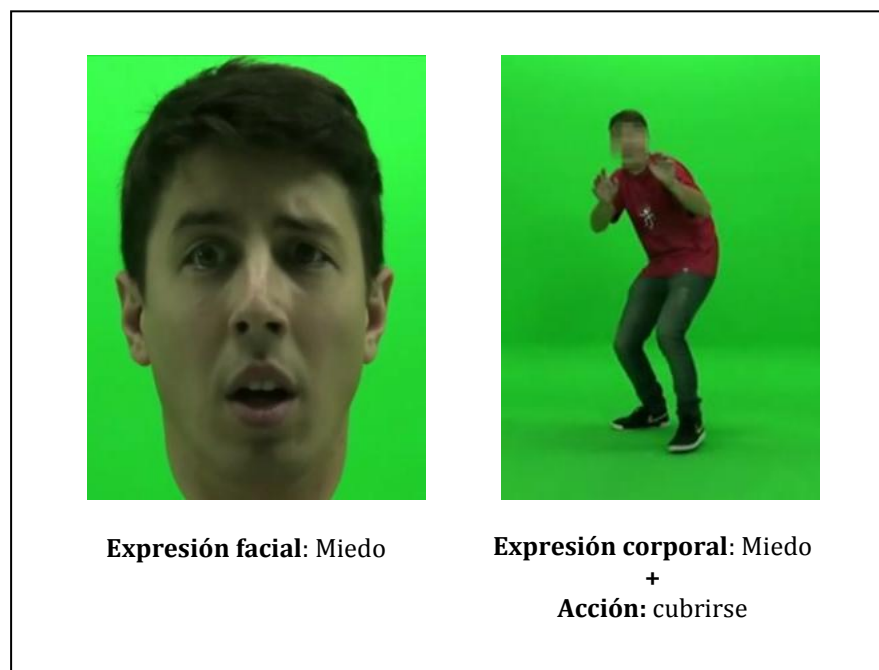 Expresión facial: Miedo
Expresión corporal: Miedo
+
Acción: cubrirse